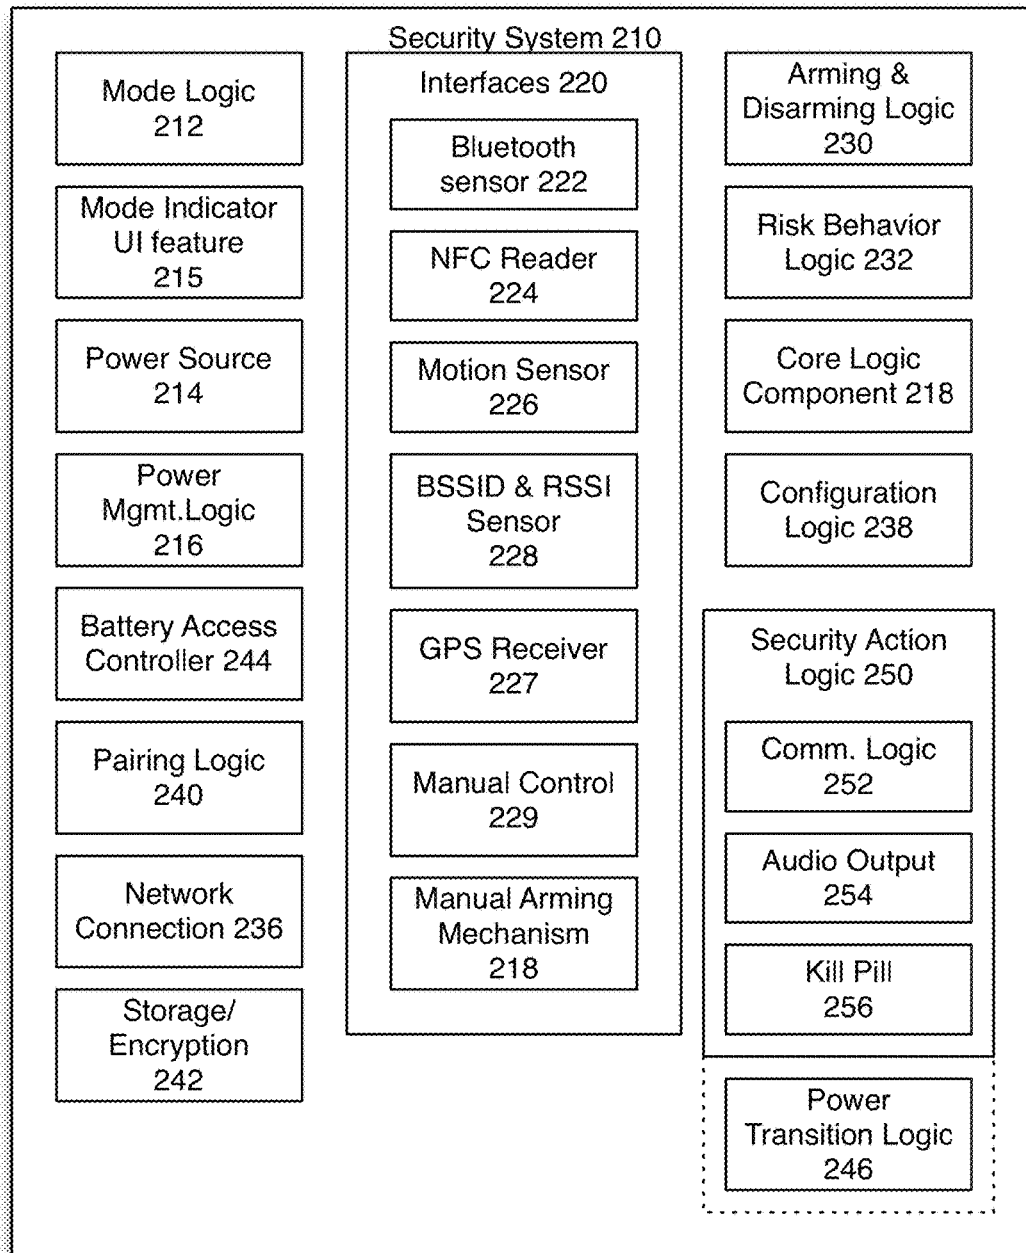 Security System 210
Mode Logic
212
Mode Indicator
UI feature
215
Power Source
214
Power
Mgmt.Logic
216
Battery Access
Controller 244
Pairing Logic
240
Network
Connection 236
Storage/
Encryption
242
Interfaces 220
Bluetooth
sensor 222
NFC Reader
224
Motion Sensor
226
BSSID & RSSI
Sensor
228
GPS Receiver
227
Manual Control
229
Manual Arming
Mechanism
218
Arming &
Disarming Logic
230
Risk Behavior
Logic 232
Core Logic
Component 218
Configuration
Logic 238
Security Action
Logic 250
Comm. Logic
252
Audio Output
254
Kill Pill
256
Power
Transition Logic
246